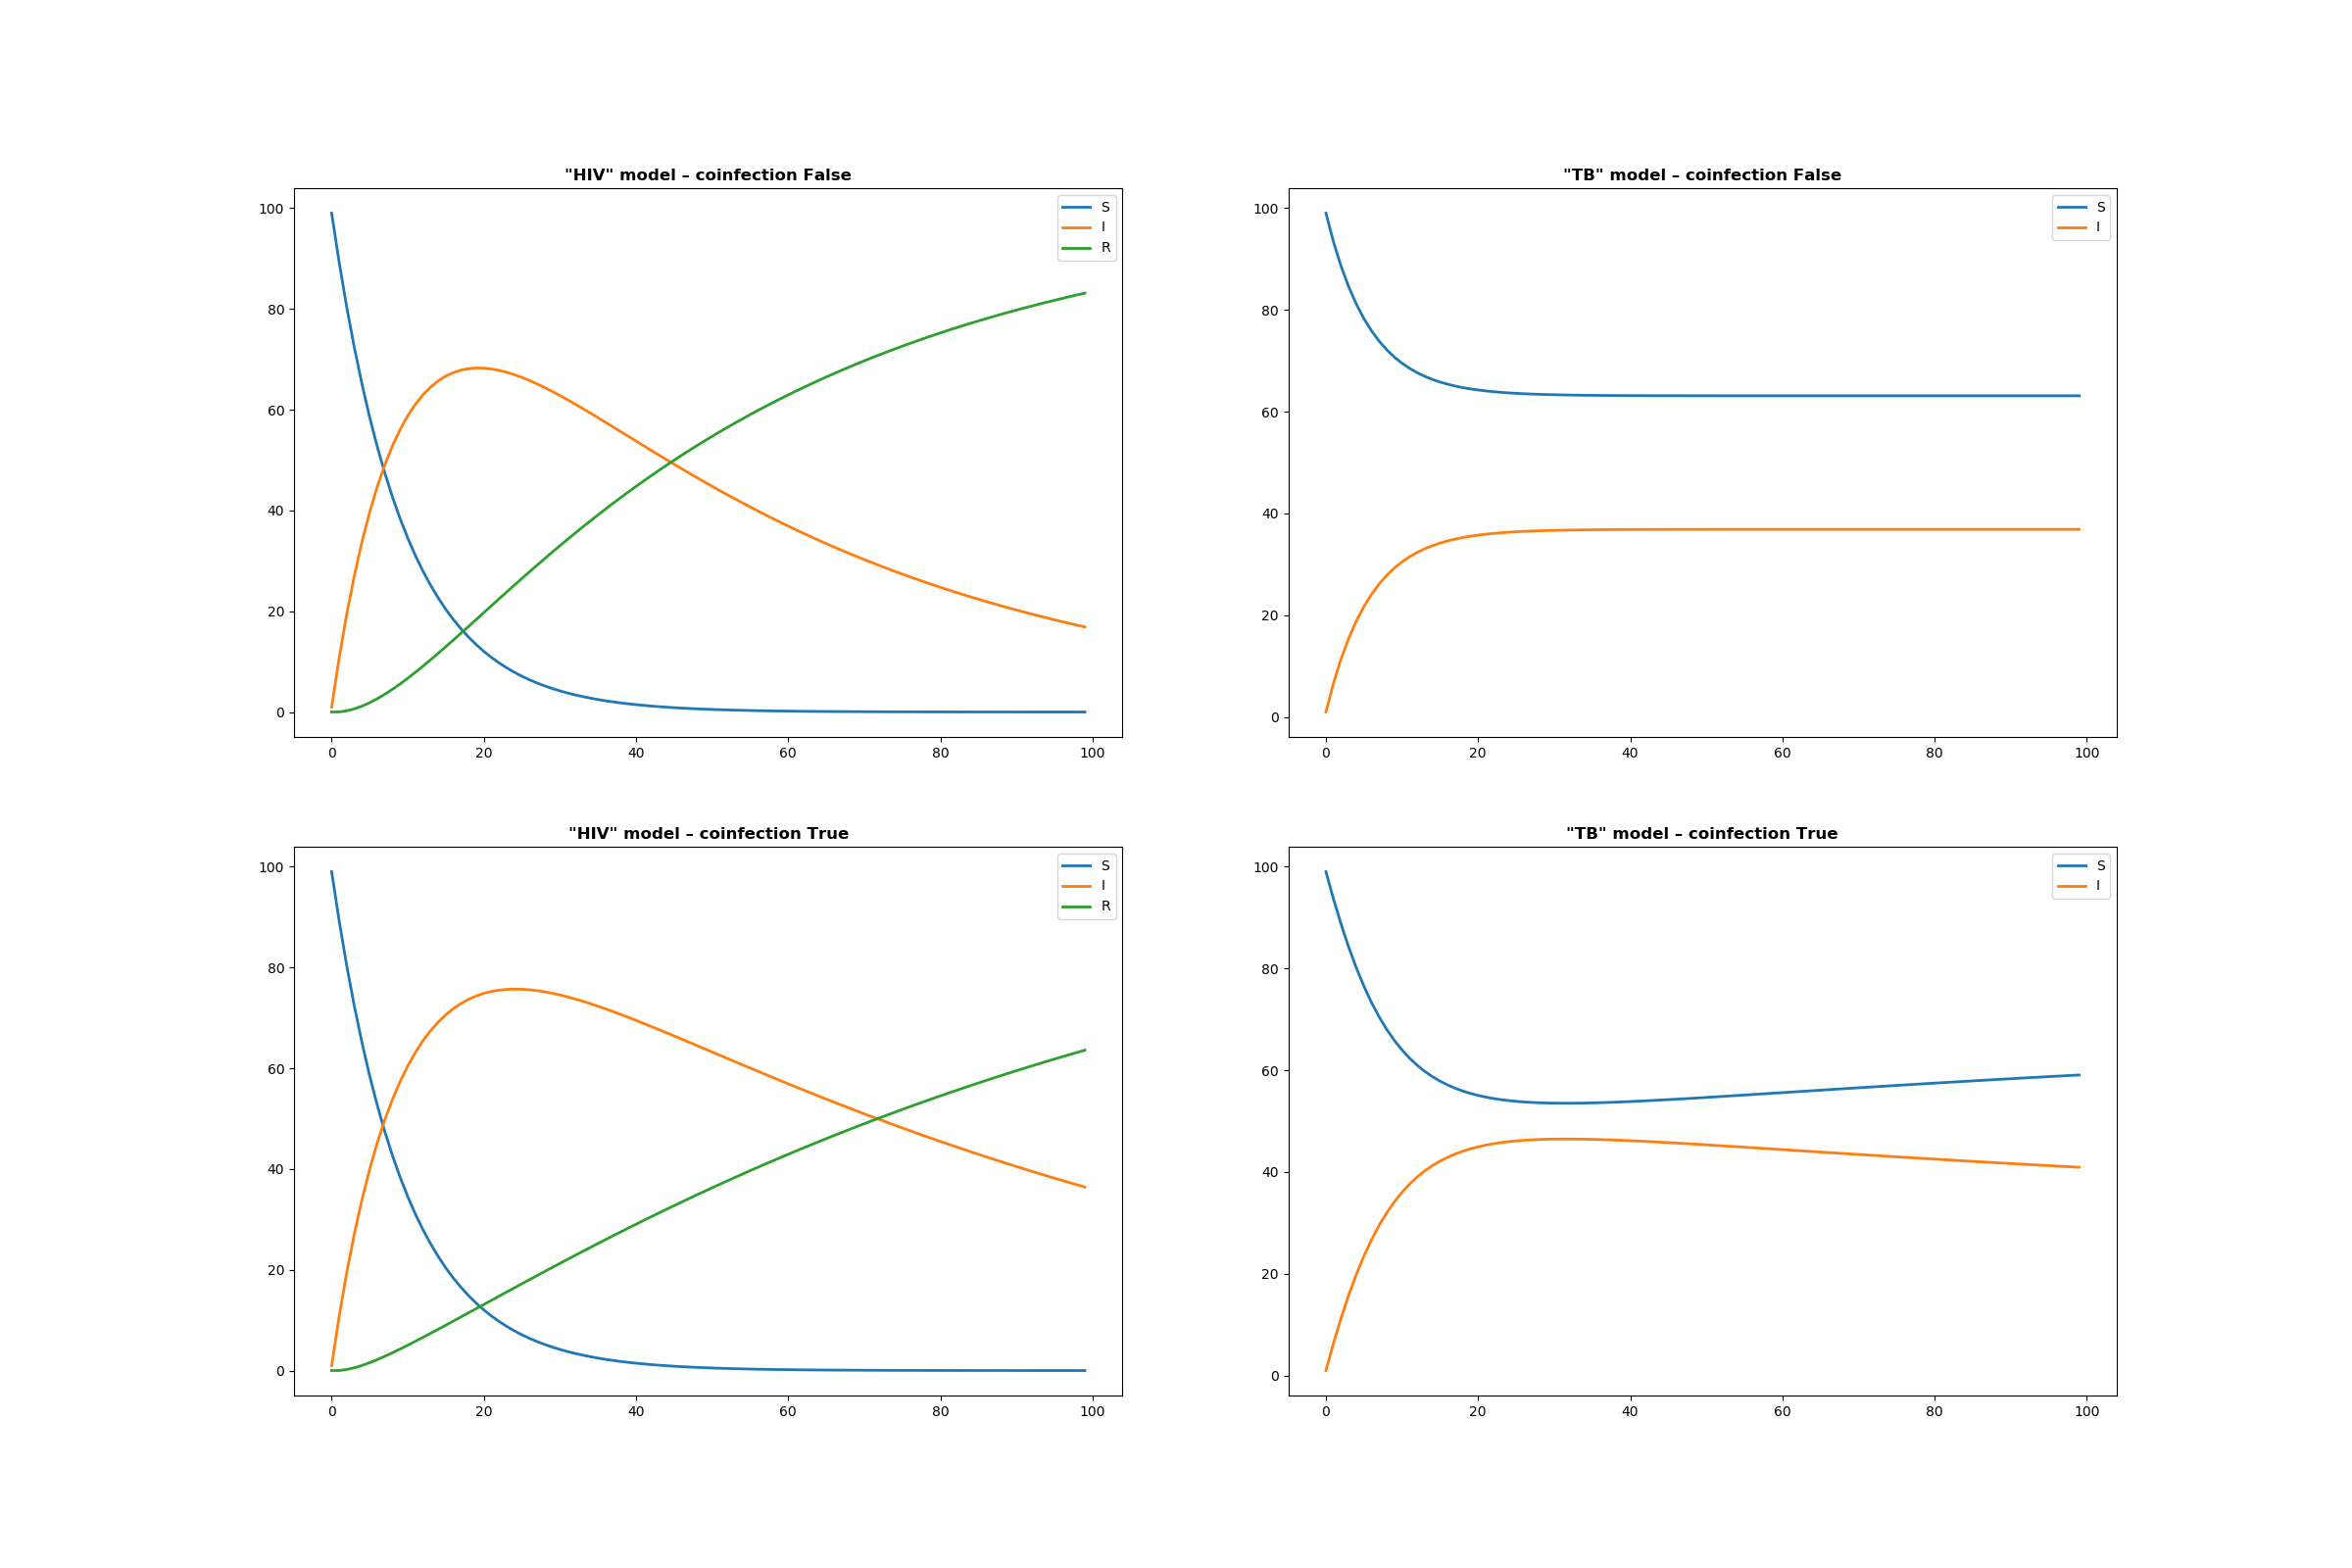 "HIV" model – coinfection False
S
I
R
100
80
60
40
20
0
0 20 40 60 80 100
"TB" model – coinfection False
S
I
100
80
60
40
20
0
0 20 40 60 80 100
"HIV" model – coinfection True
S
I
R
100
80
60
40
20
0
0 20 40 60 80 100
"TB" model – coinfection True
S
I
100
80
60
40
20
0
0 20 40 60 80 100